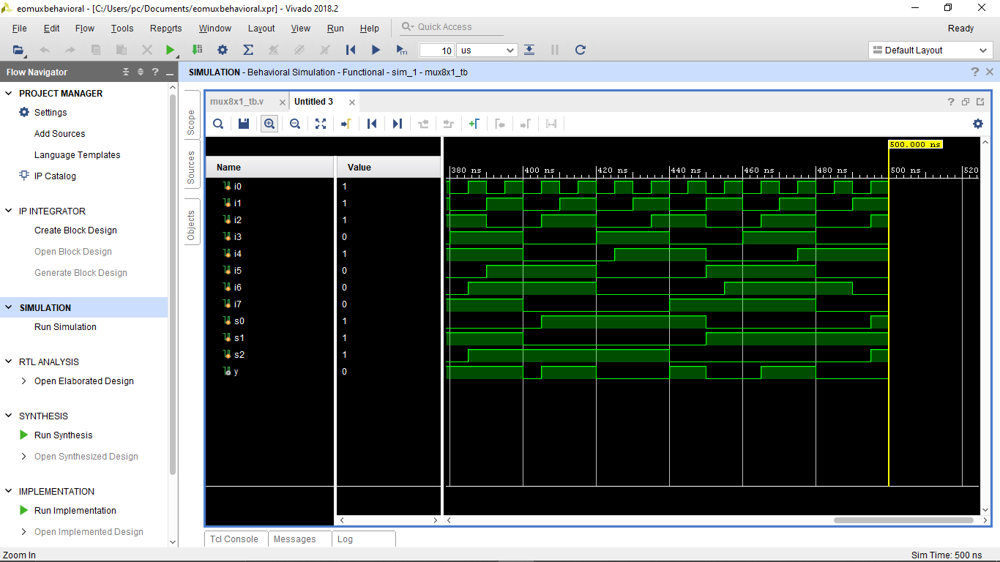 eomuxbehavioral - [C:/Users/pc/Documents/eomuxbehavioral.xpr] - Vivado 2018.2
File Edit Flow Tools Reports Window Layout View Run Help Quick Access Ready
10 us Default Layout
Flow Navigator
PROJECT MANAGER
Settings
Add Sources
Language Templates
IP Catalog
IP INTEGRATOR
Create Block Design
Open Block Design
Generate Block Design
SIMULATION
Run Simulation
RTL ANALYSIS
Open Elaborated Design
SYNTHESIS
Run Synthesis
Open Synthesized Design
IMPLEMENTATION
Run Implementation
Open Implemented Design
SIMULATION - Behavioral Simulation - Functional - sim_1 - mux8x1_tb
Scope
Sources
Objects
mux8x1_tb.v Untitled 3
500.000 ns
Name Value
380 ns 400 ns 420 ns 440 ns 460 ns 480 ns 500 ns 520
i0 1
i1 1
i2 1
i3 0
i4 1
i5 0
i6 0
i7 0
s0 1
s1 1
s2 1
y 0
Tcl Console Messages Log
Zoom In Sim Time: 500 ns